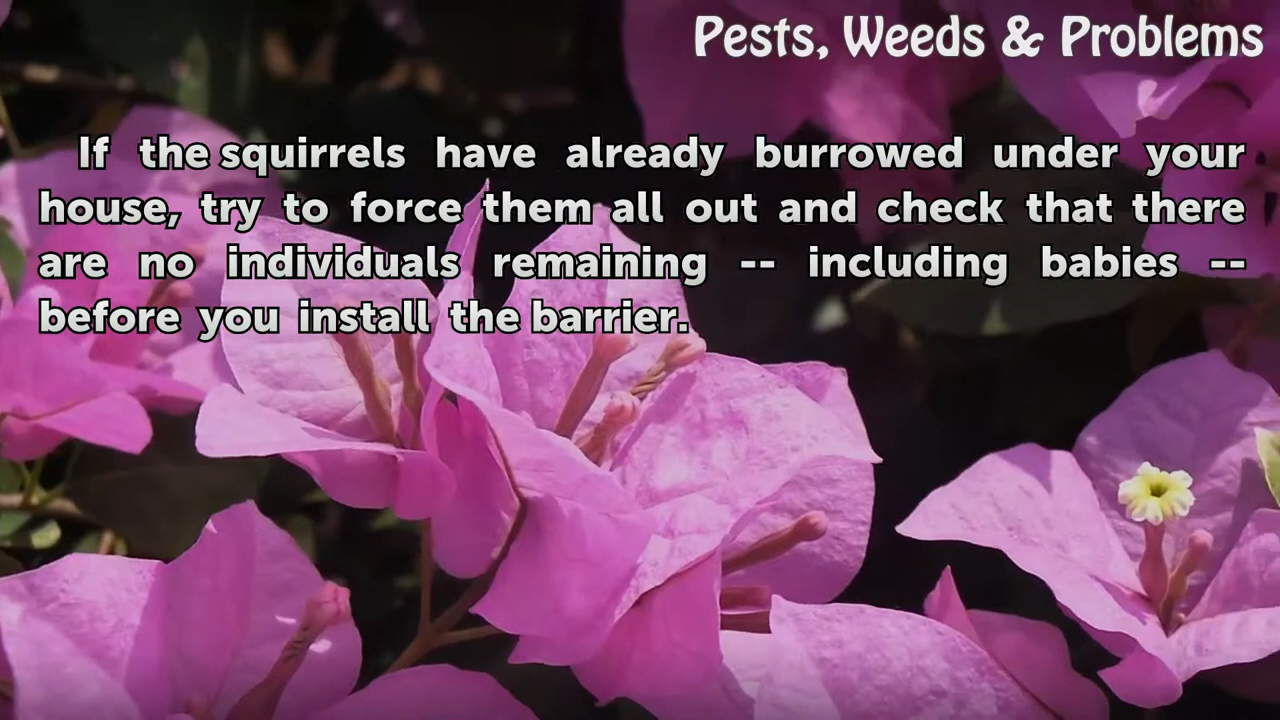 Pests, Weeds & Problems
If the squirrels have already burrowed under your
house, try to force them all out and check that there
are no individuals remaining -- including babies --
before you install the barrier.